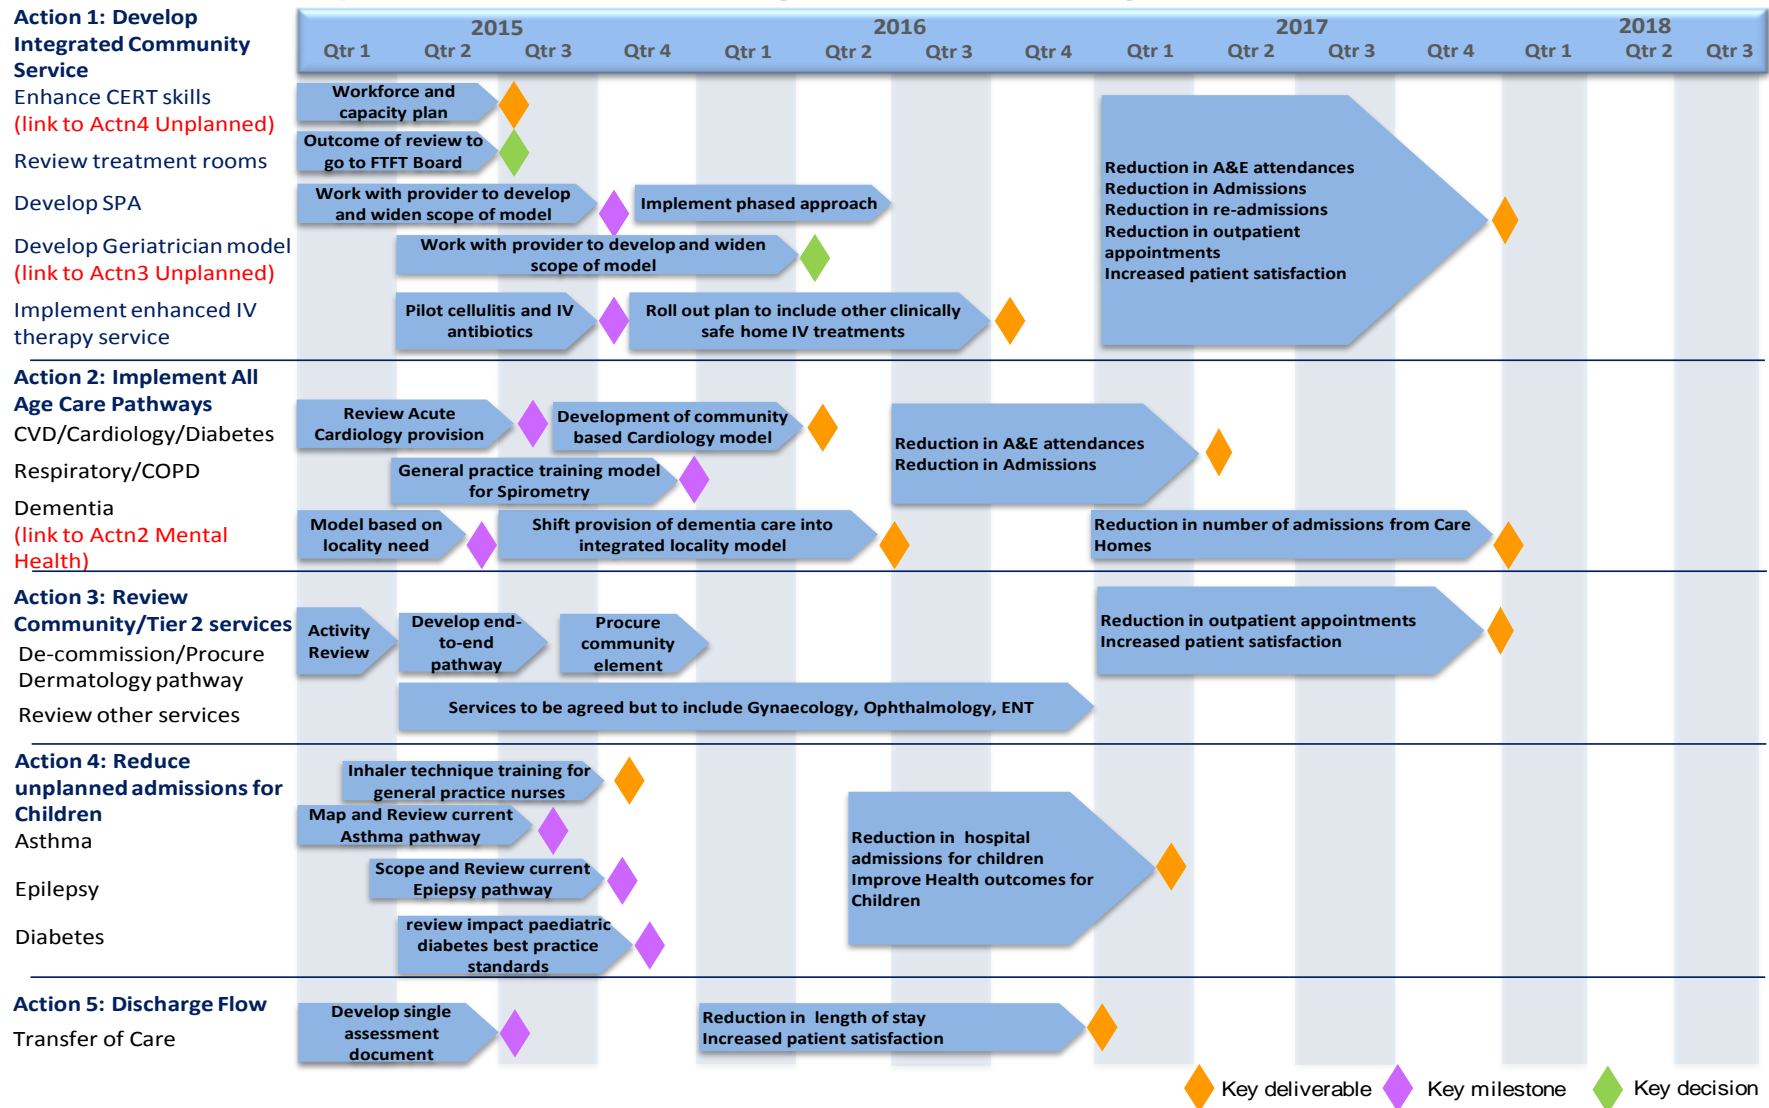 Action 1: Develop
Integrated Community
Service
2015
2016
2017
2018
Qtr 1
Qtr 2
Qtr 3
Qtr 4
Qtr 1
Qtr 2
Qtr 3
Qtr 4
Qtr 1
Qtr 2
Qtr 3
Qtr 4
Qtr 1
Qtr 2
Qtr 3
Enhance CERT skills
(link to Actn4 Unplanned)
Workforce and
capacity plan
Review treatment rooms
Outcome of review to
go to FTFT Board
Develop SPA
Work with provider to develop
and widen scope of model
Implement phased approach
Develop Geriatrician model
(link to Actn3 Unplanned)
Work with provider to develop and widen
scope of model
Implement enhanced IV
therapy service
Pilot cellulitis and IV
antibiotics
Roll out plan to include other clinically
safe home IV treatments
Reduction in A&E attendances
Reduction in Admissions
Reduction in re-admissions
Reduction in outpatient
appointments
Increased patient satisfaction
Action 2: Implement All
Age Care Pathways
CVD/Cardiology/Diabetes
Review Acute
Cardiology provision
Development of community
based Cardiology model
Respiratory/COPD
General practice training model
for Spirometry
Reduction in A&E attendances
Reduction in Admissions
Dementia
(link to Actn2 Mental
Health)
Model based on
locality need
Shift provision of dementia care into
integrated locality model
Reduction in number of admissions from Care
Homes
Action 3: Review
Community/Tier 2 services
De-commission/Procure
Dermatology pathway
Activity
Review
Develop end-
to-end
pathway
Procure
community
element
Reduction in outpatient appointments
Increased patient satisfaction
Review other services
Services to be agreed but to include Gynaecology, Ophthalmology, ENT
Action 4: Reduce
unplanned admissions for
Children
Inhaler technique training for
general practice nurses
Asthma
Map and Review current
Asthma pathway
Epilepsy
Scope and Review current
Epiepsy pathway
Diabetes
review impact paediatric
diabetes best practice
standards
Reduction in  hospital
admissions for children
Improve Health outcomes for
Children
Action 5: Discharge Flow
Transfer of Care
Develop single
assessment
document
Reduction in  length of stay
Increased patient satisfaction
Key deliverable
Key milestone
Key decision